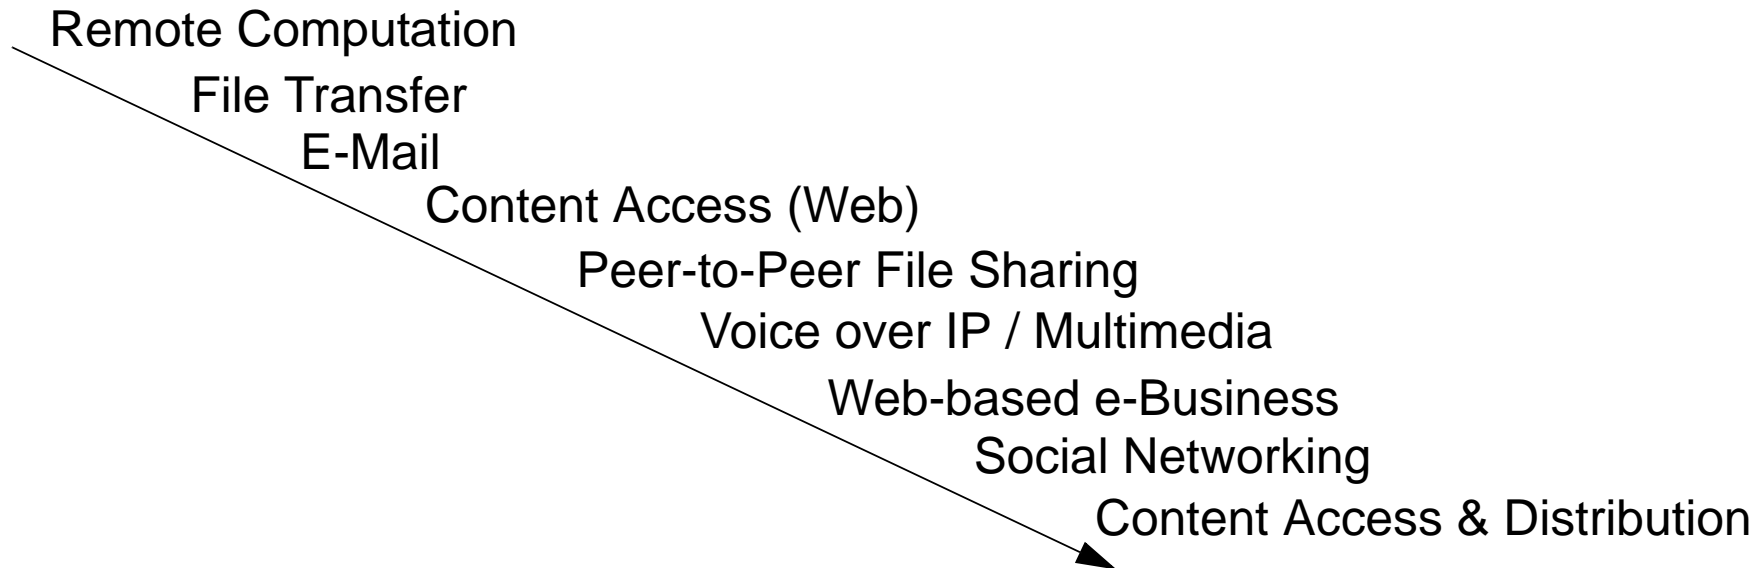 Remote Computation
File Transfer
E-Mail
Content Access (Web)
Peer-to-Peer File Sharing
Voice over IP / Multimedia
Web-based e-Business
Social Networking
Content Access & Distribution